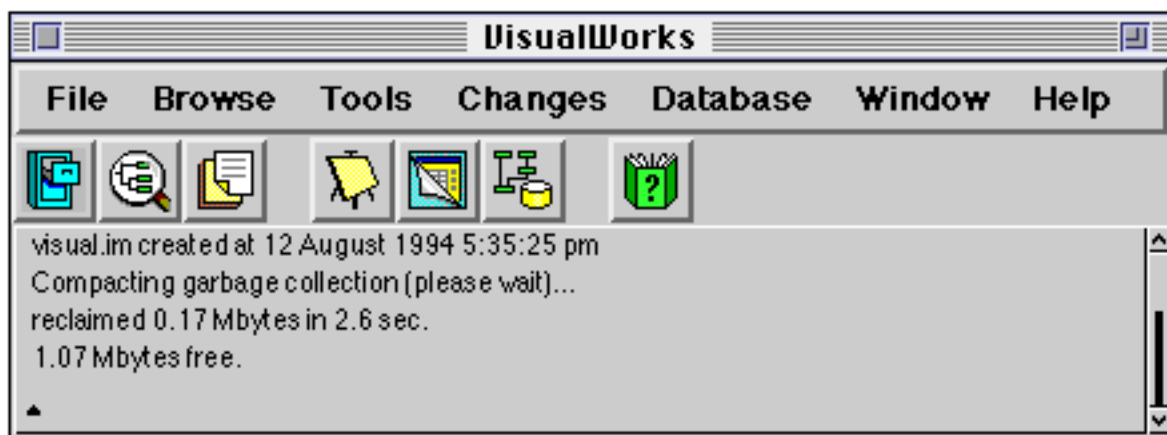 VisualWorks
File Browse Tools Changes Database Window Help
?
visual.im created at 12 August 1994 5:35:25 pm
Compacting garbage collection (please wait)...
reclaimed 0.17 Mbytes in 2.6 sec.
1.07 Mbytes free.